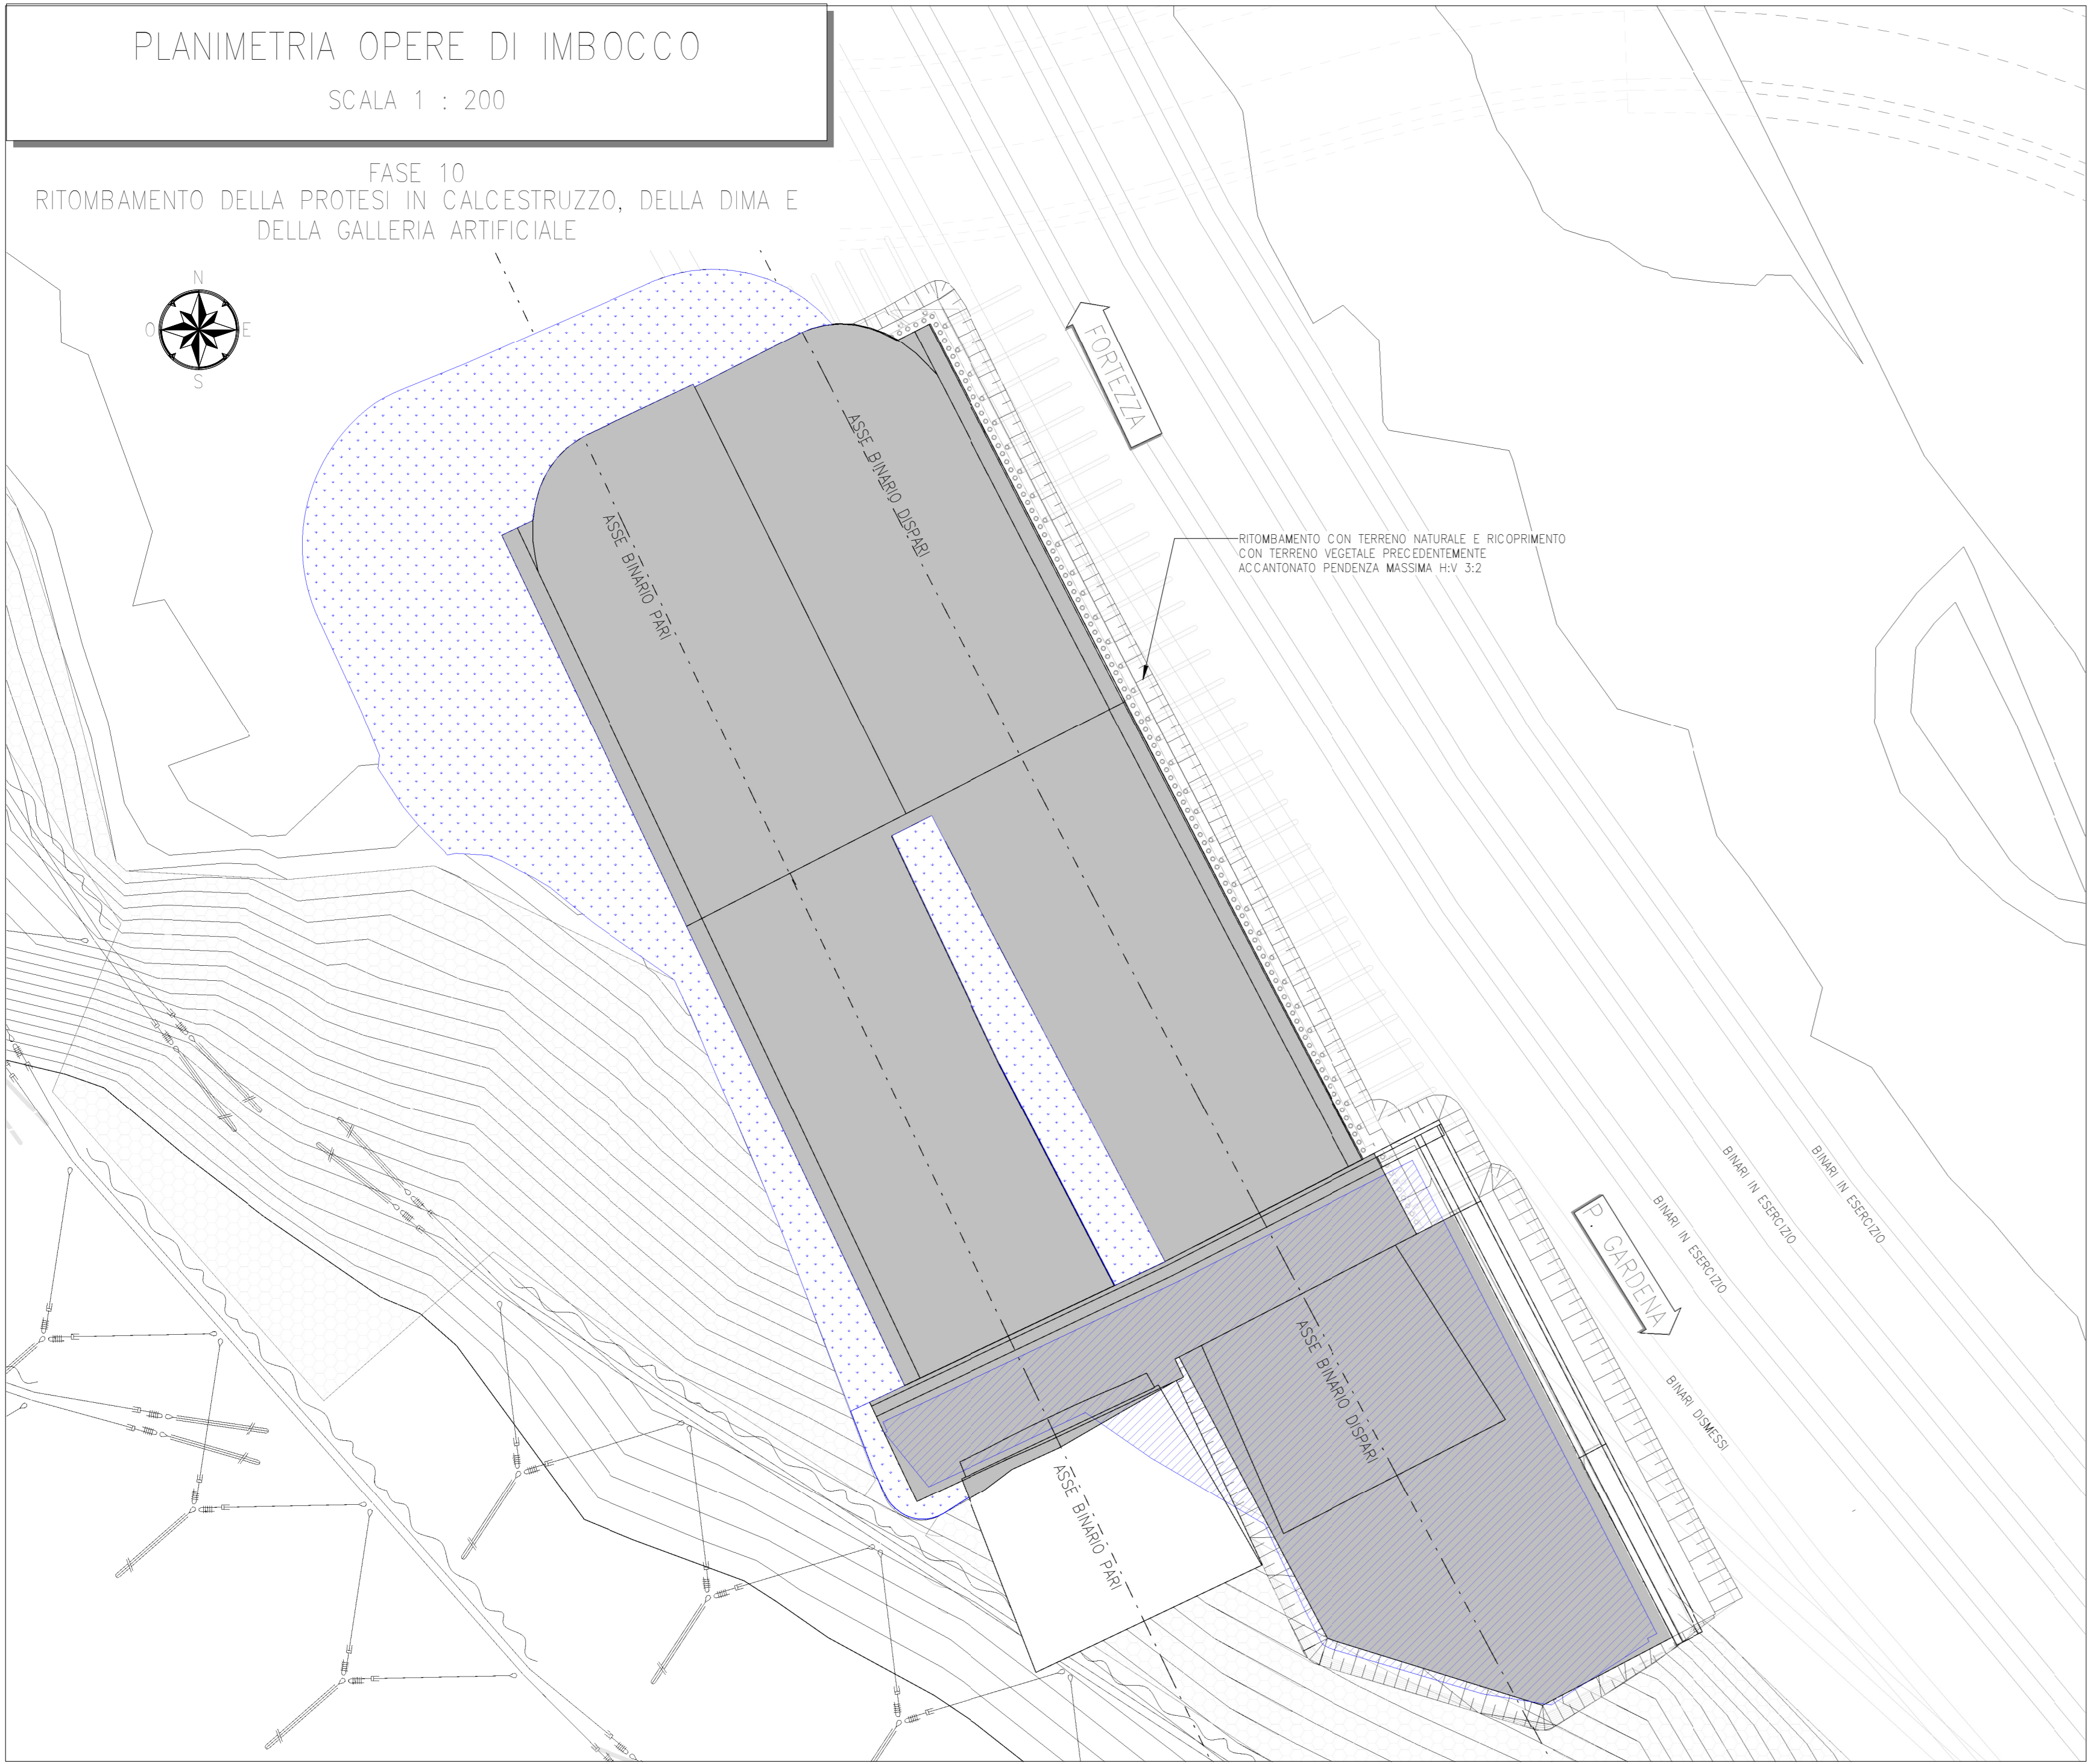 PLANIMETRIA OPERE DI IMBOCCO
SCALA 1 : 200
FASE 10
RITOMBAMENTO DELLA PROTESI IN CALCESTRUZZO, DELLA DIMA E
DELLA GALLERIA ARTIFICIALE
N
O
E
S
FORTEZZA
ASSE BINARIO DISPARI
ASSE BINARIO PARI
RITOMBAMENTO CON TERRENO NATURALE E RICOPRIMENTO
CON TERRENO VEGETALE PRECEDENTEMENTE
ACCANTONATO PENDENZA MASSIMA H:V 3:2
BINARI IN ESERCIZIO
BINARI IN ESERCIZIO
BINARI IN ESERCIZIO
P. GARDENA
BINARI DISMESSI
ASSE BINARIO DISPARI
ASSE BINARIO PARI